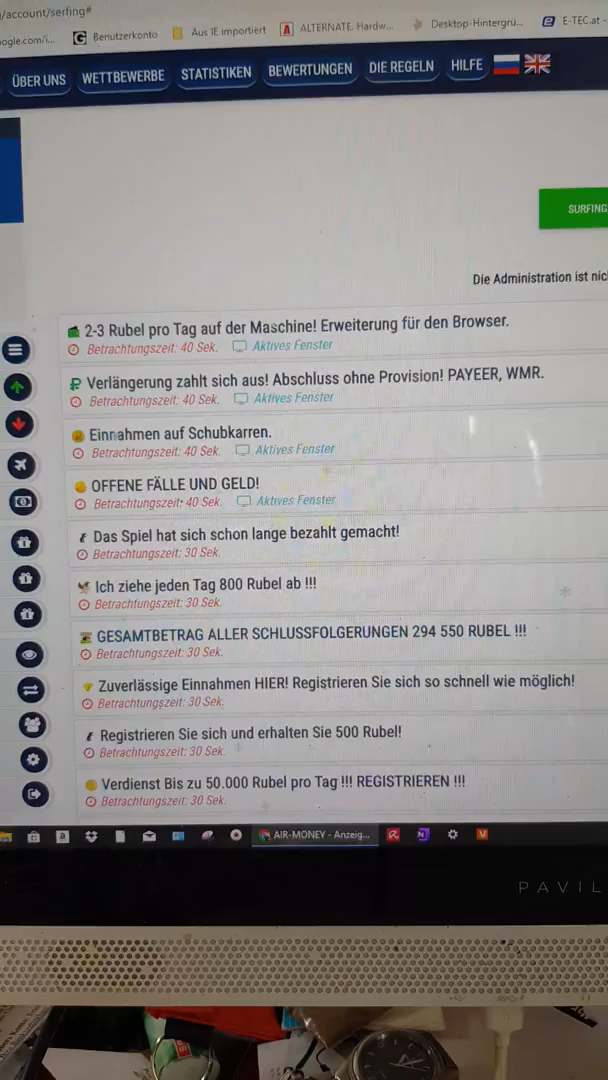 /account/serfing#
ogle.com/i...
Benutzerkonto
Aus IE importiert
ALTERNATE. Hardw...
Desktop-Hintergrü...
E-TEC.at -
ÜBER UNS
WETTBEWERBE
STATISTIKEN
BEWERTUNGEN
DIE REGELN
HILFE
SURFING
Die Administration ist nic
2-3 Rubel pro Tag auf der Maschine! Erweiterung für den Browser.
Betrachtungszeit: 40 Sek. Aktives Fenster
Verlängerung zahlt sich aus! Abschluss ohne Provision! PAYEER, WMR.
Betrachtungszeit: 40 Sek. Aktives Fenster
Einnahmen auf Schubkarren.
Betrachtungszeit: 40 Sek. Aktives Fenster
OFFENE FÄLLE UND GELD!
Betrachtungszeit: 40 Sek. Aktives Fenster
Das Spiel hat sich schon lange bezahlt gemacht!
Betrachtungszeit: 30 Sek.
Ich ziehe jeden Tag 800 Rubel ab !!!
Betrachtungszeit: 30 Sek.
GESAMTBETRAG ALLER SCHLUSSFOLGERUNGEN 294 550 RUBEL !!!
Betrachtungszeit: 30 Sek.
Zuverlässige Einnahmen HIER! Registrieren Sie sich so schnell wie möglich!
Betrachtungszeit: 30 Sek.
Registrieren Sie sich und erhalten Sie 500 Rubel!
Betrachtungszeit: 30 Sek.
Verdienst Bis zu 50.000 Rubel pro Tag !!! REGISTRIEREN !!!
Betrachtungszeit: 30 Sek.
AIR-MONEY - Anzeig...
PAVIL